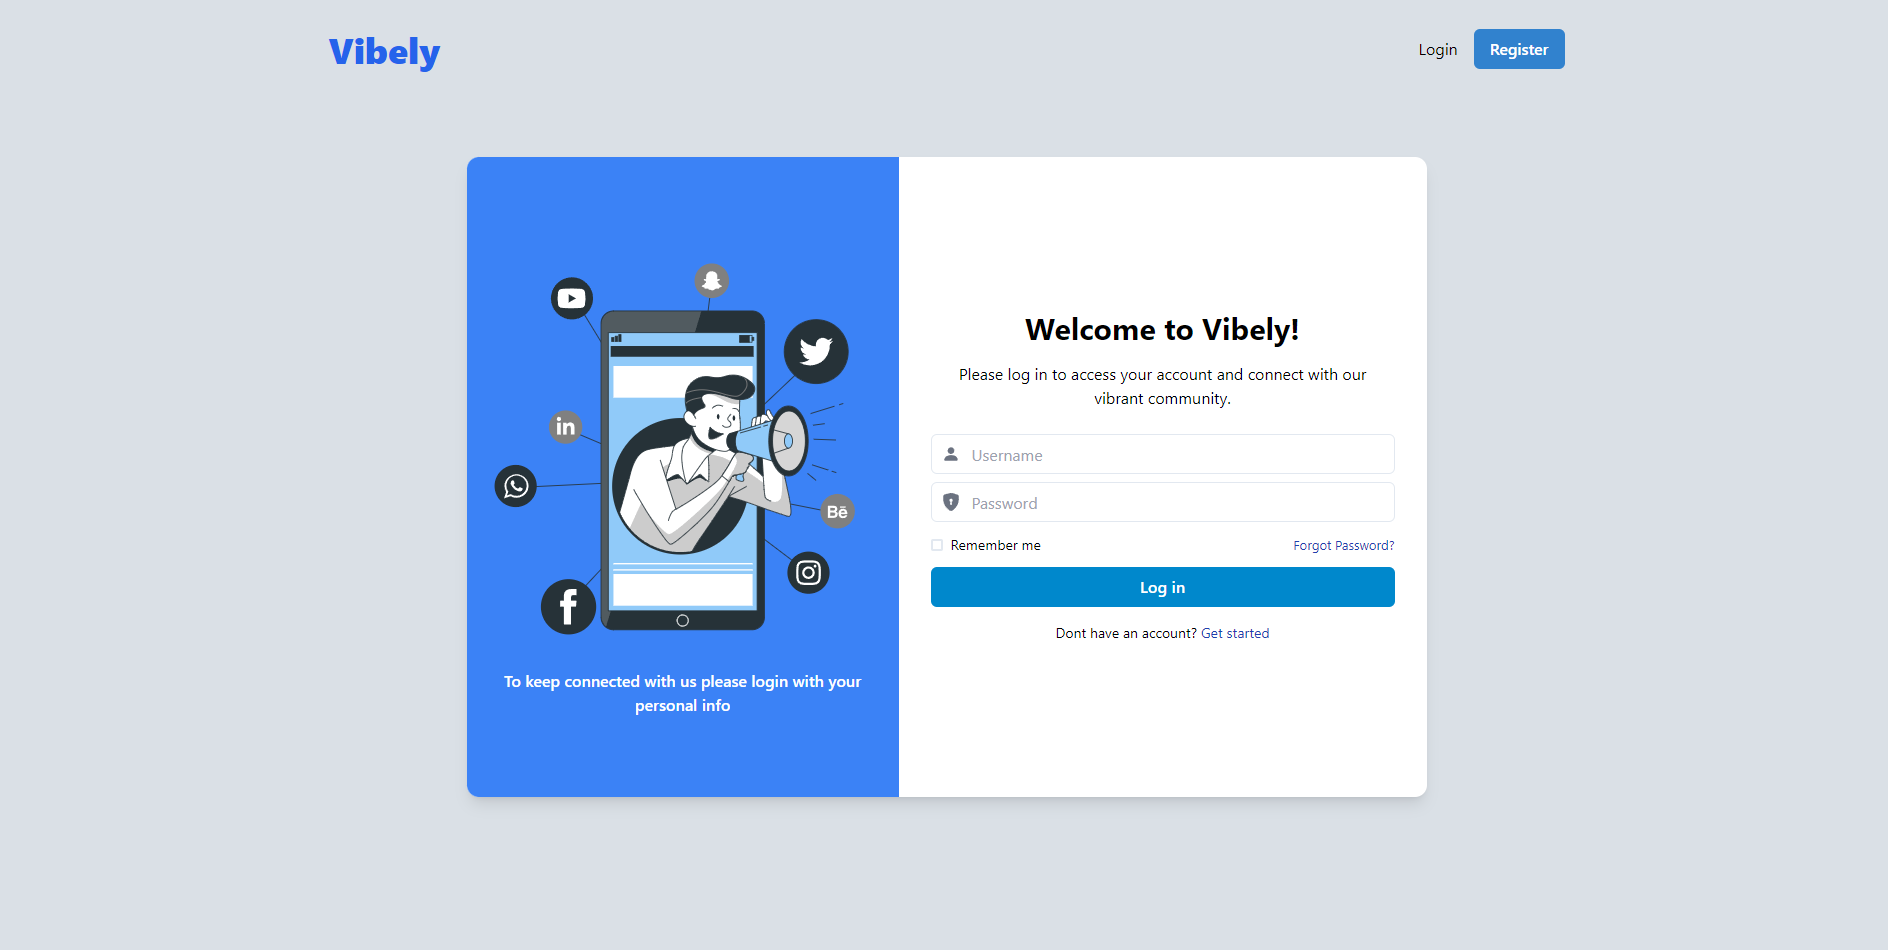 Vibely
Login
Register
Bē
To keep connected with us please login with your
personal info
Welcome to Vibely!
Please log in to access your account and connect with our
vibrant community.
Username
Password
Remember me
Forgot Password?
Log in
Dont have an account? Get started